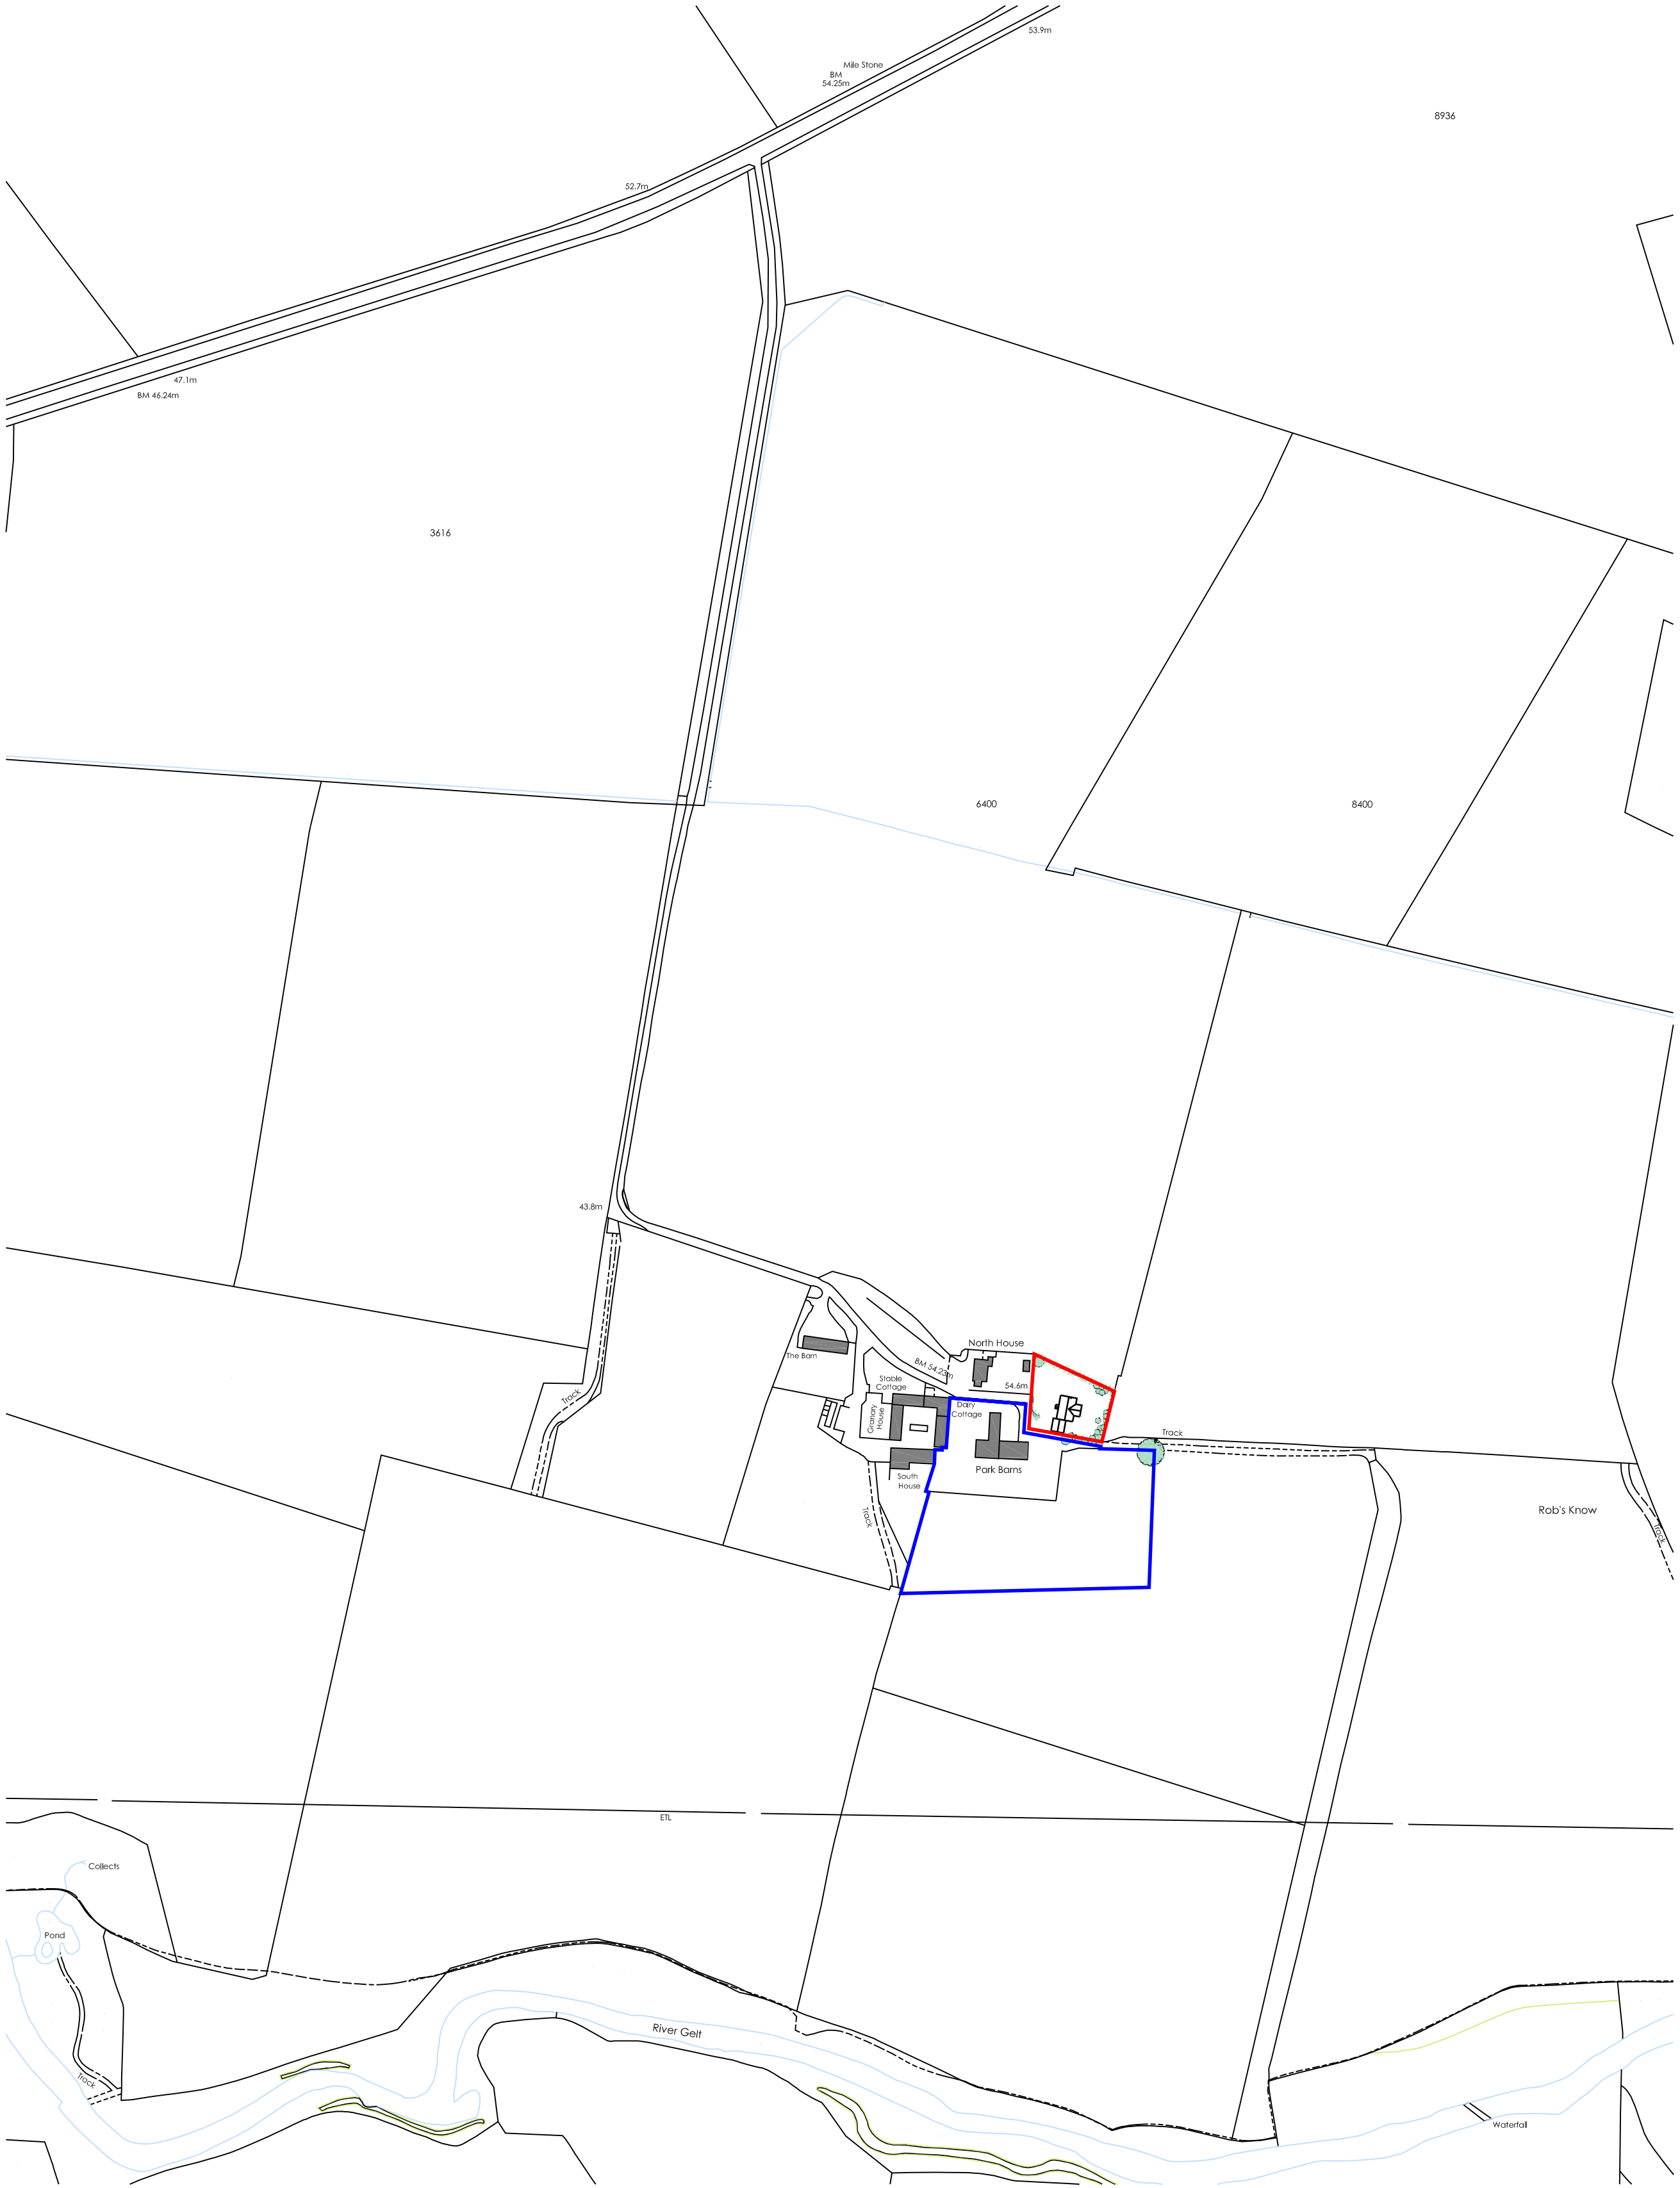 53.9m
Mile Stone
BM
54.25m
8936
52.7m
47.1m
BM 46.24m
3616
6400
8400
43.8m
North House
The Barn
BM 54.23m
54.6m
Stable
Cottage
Granary
House
Dairy
Cottage
Track
Track
Park Barns
South
House
Track
Rob's Know
Track
ETL
Collects
Pond
River Gelt
Track
Waterfall